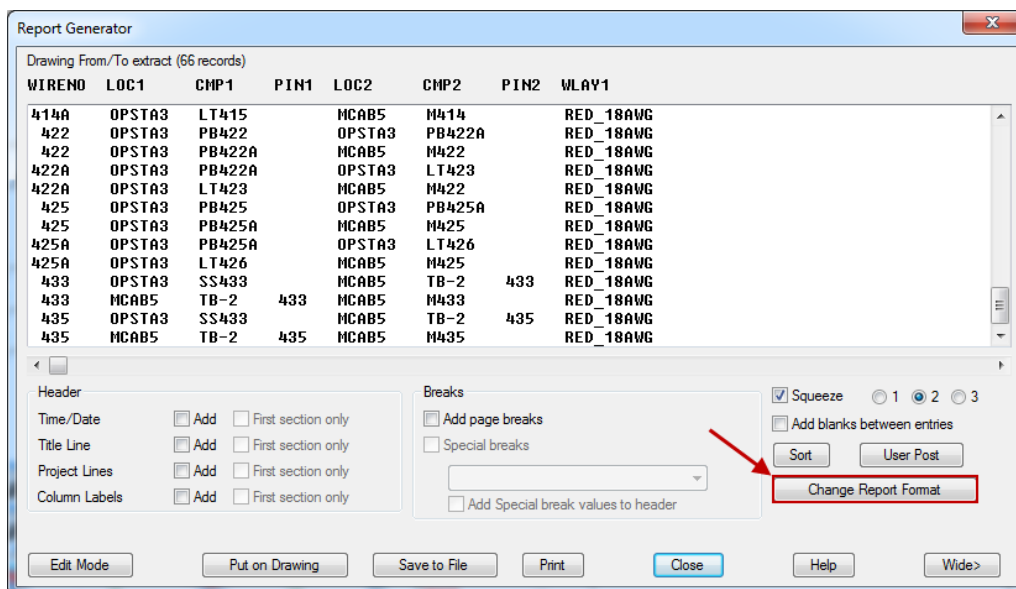 Report Generator
Drawing From/To extract (66 records)
WIRENO LOC1 CMP1 PIN1 LOC2 CMP2 PIN2 WLAY1
414A OPSTA3 LT415 MCAB5 M414 RED_18AWG
422 OPSTA3 PB422 OPSTA3 PB422A RED_18AWG
422 OPSTA3 PB422A MCAB5 M422 RED_18AWG
422A OPSTA3 PB422A OPSTA3 LT423 RED_18AWG
422A OPSTA3 LT423 MCAB5 M422 RED_18AWG
425 OPSTA3 PB425 OPSTA3 PB425A RED_18AWG
425 OPSTA3 PB425A MCAB5 M425 RED_18AWG
425A OPSTA3 PB425A OPSTA3 LT426 RED_18AWG
425A OPSTA3 LT426 MCAB5 M425 RED_18AWG
433 OPSTA3 SS433 MCAB5 TB-2 433 RED_18AWG
433 MCAB5 TB-2 433 MCAB5 M433 RED_18AWG
435 OPSTA3 SS433 MCAB5 TB-2 435 RED_18AWG
435 MCAB5 TB-2 435 MCAB5 M435 RED_18AWG
Header
Time/Date Add First section only
Title Line Add First section only
Project Lines Add First section only
Column Labels Add First section only
Breaks
Add page breaks
Special breaks
Add Special break values to header
Squeeze 1 2 3
Add blanks between entries
Sort User Post
Change Report Format
Edit Mode Put on Drawing Save to File Print Close Help Wide>